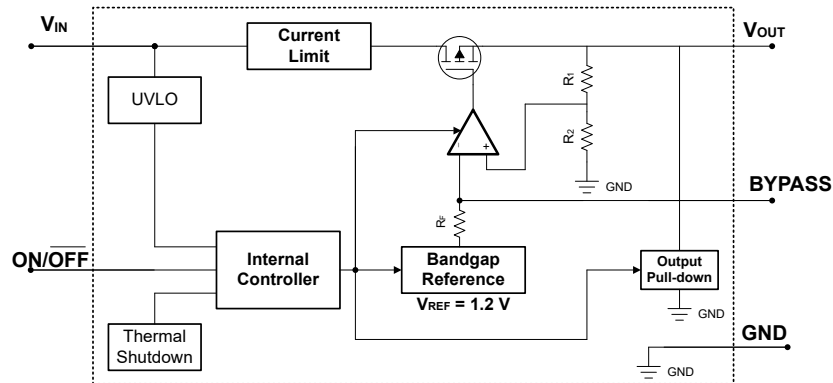 VIN
Current
Limit
VOUT
UVLO
R1
R2
- +
GND
BYPASS
RF
ON/OFF
Internal
Controller
Bandgap
Reference
VREF = 1.2 V
Output
Pull-down
Thermal
Shutdown
GND
GND
GND